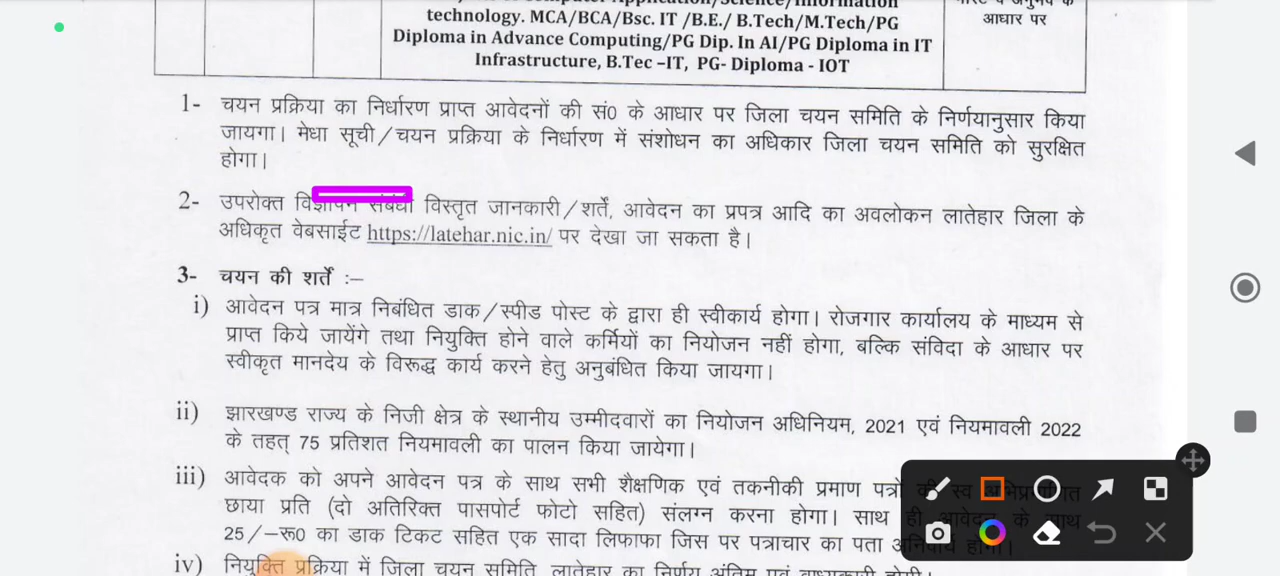 technology. MCA/BCA/Bsc. IT /B.E./ B.Tech/M.Tech/PG
आधार पर
Diploma in Advance Computing/PG Dip. In AI/PG Diploma in IT
Infrastructure, B.Tec –IT, PG- Diploma - IOT
1- चयन प्रक्रिया का निर्धारण प्राप्त आवेदनों की सं0 के आधार पर जिला चयन समिति के निर्णयानुसार किया
जायगा। मेधा सूची/चयन प्रक्रिया के निर्धारण में संशोधन का अधिकार जिला चयन समिति को सुरक्षित
होगा।
2- उपरोक्त विज्ञापन संबंधी विस्तृत जानकारी/शर्ते, आवेदन का प्रपत्र आदि का अवलोकन लातेहार जिला के
अधिकृत वेबसाईट https://latehar.nic.in/ पर देखा जा सकता है।
3- चयन की शर्तें :–
i) आवेदन पत्र मात्र निबंधित डाक/स्पीड पोस्ट के द्वारा ही स्वीकार्य होगा। रोजगार कार्यालय के माध्यम से
प्राप्त किये जायेंगे तथा नियुक्ति होने वाले कर्मियों का नियोजन नहीं होगा, बल्कि संविदा के आधार पर
स्वीकृत मानदेय के विरूद्ध कार्य करने हेतु अनुबंधित किया जायगा।
ii) झारखण्ड राज्य के निजी क्षेत्र के स्थानीय उम्मीदवारों का नियोजन अधिनियम, 2021 एवं नियमावली 2022
के तहत् 75 प्रतिशत नियमावली का पालन किया जायेगा।
iii) आवेदक को अपने आवेदन पत्र के साथ सभी शैक्षणिक एवं तकनीकी प्रमाण पत्रों
छाया प्रति (दो अतिरिक्त पासपोर्ट फोटो सहित) संलग्न करना होगा। साथ ही
25/–रू0 का डाक टिकट सहित एक सादा लिफाफा जिस पर पत्राचार का पता
iv) नियुक्ति प्रक्रिया में जिला चयन समिति, लातेहार का निर्णय अंतिम एवं